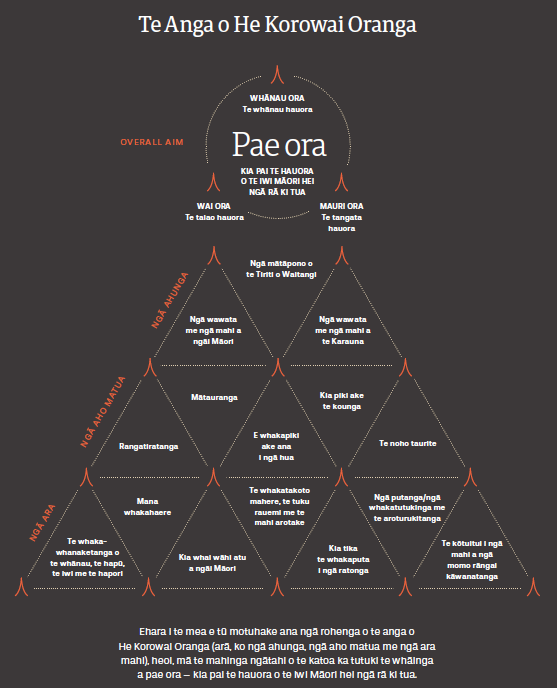 Te Anga o He Korowai Oranga
WHĀNAU ORA
Te whānau hauora
OVERALL AIM
Pae ora
KIA PAI TE HAUORA
O TE IWI MĀORI HEI
NGĀ RĀ KI TUA
WAI ORA
Te taiao hauora
MAURI ORA
Te tangata
hauora
NGĀ AHUNGA
Ngā mātāpono o
te Tiriti o Waitangi
Ngā wawata
me ngā mahi a
ngāi Māori
Ngā wawata
me ngā mahi a
te Karauna
NGĀ AHO MATUA
Mātauranga
Kia piki ake
te kounga
Rangatiratanga
E whakapiki
ake ana
i ngā hua
Te noho taurite
NGĀ ARA
Mana
whakahaere
Te whakatakoto
mahere, te tuku
rauemi me te
mahi arotake
Ngā putanga/ngā
whakatutukinga me
te aroturukitanga
Te whaka-
whanaketanga o
te whānau, te hapū,
te iwi me te hapori
Kia whai wāhi atu
a ngāi Māori
Kia tika
te whakaputa
i ngā ratonga
Te kōtuitui i ngā
mahi a ngā
momo rāngai
kāwanatanga
Ehara i te mea e tū motuhake ana ngā rohenga o te anga o
He Korowai Oranga (arā, ko ngā ahunga, ngā aho matua me ngā ara
mahi), heoi, mā te mahinga ngātahi o te katoa ka tutuki te whāinga
a pae ora – kia pai te hauora o te iwi Māori hei ngā rā ki tua.